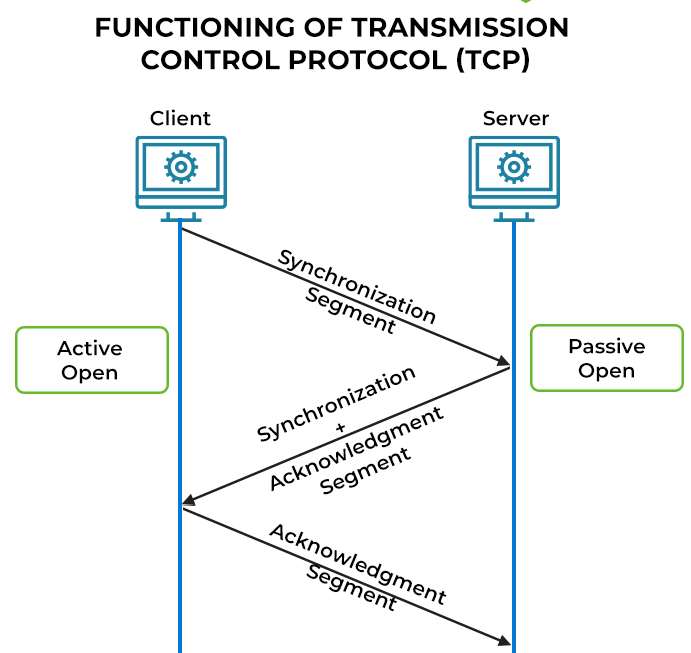 FUNCTIONING OF TRANSMISSION
CONTROL PROTOCOL (TCP)
Client
Server
Synchronization
Segment
Active
Open
Passive
Open
Synchronization
+
Acknowledgment
Segment
Acknowledgment
Segment